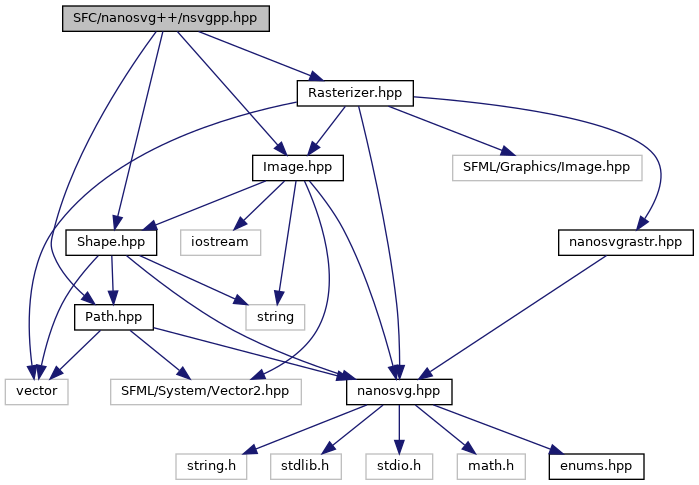 SFC/nanosvg++/nsvgpp.hpp
Rasterizer.hpp
Image.hpp
SFML/Graphics/Image.hpp
Shape.hpp
iostream
nanosvgrastr.hpp
Path.hpp
string
vector
SFML/System/Vector2.hpp
nanosvg.hpp
string.h
stdlib.h
stdio.h
math.h
enums.hpp